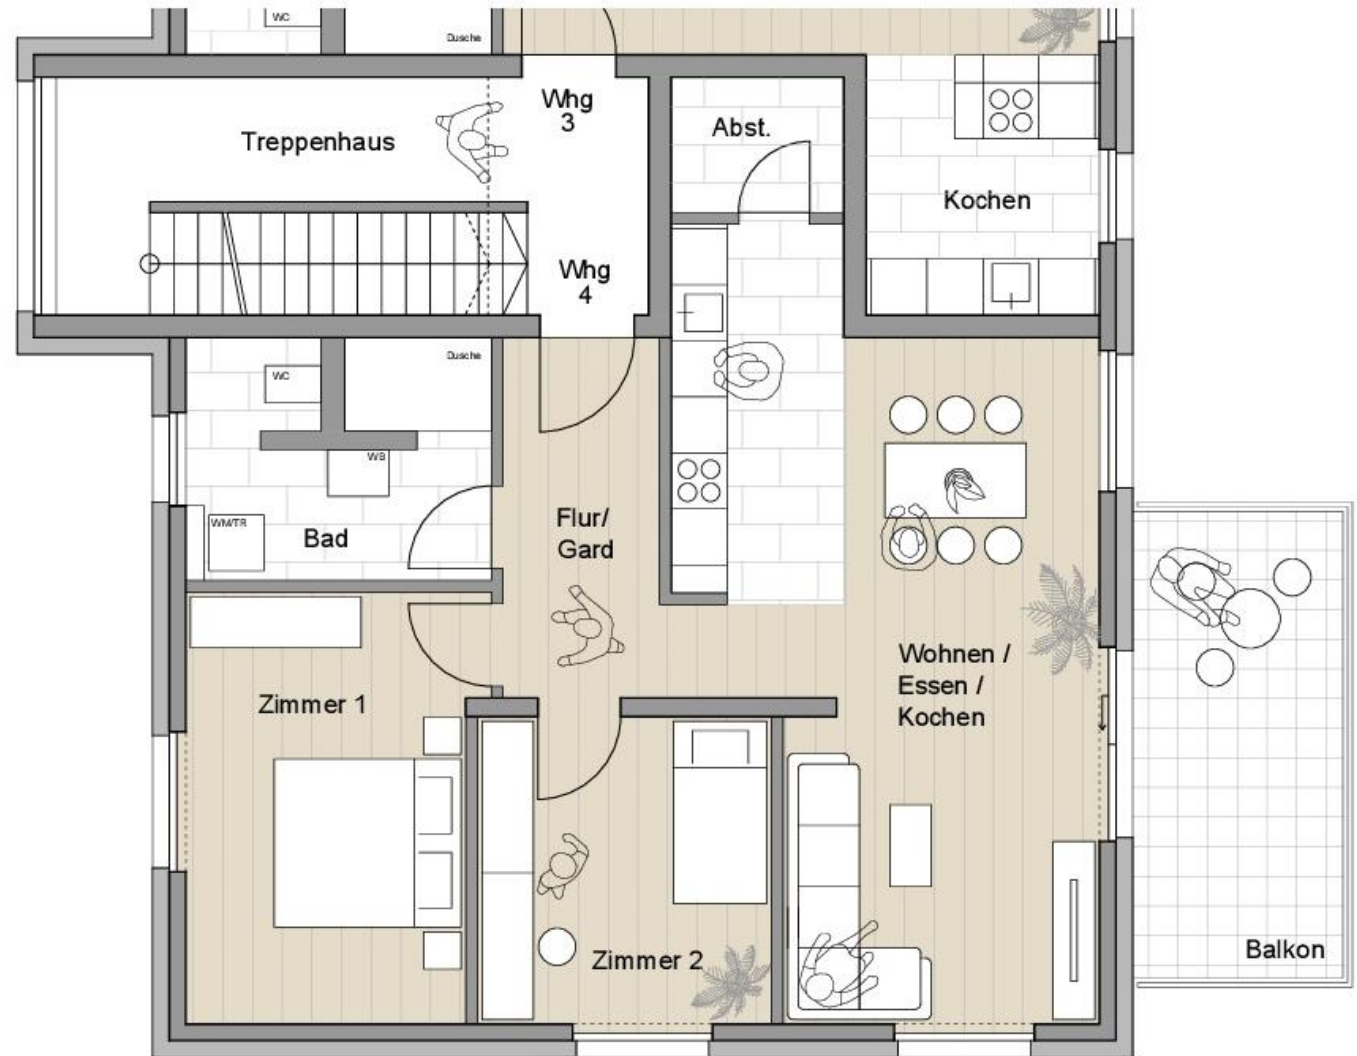 WC
Dusche
Whg
3
Treppenhaus
Abst.
Kochen
Whg
4
WC
Dusche
WB
WM/TR
Bad
Flur/
Gard
Wohnen /
Essen /
Kochen
Zimmer 1
Zimmer 2
Balkon